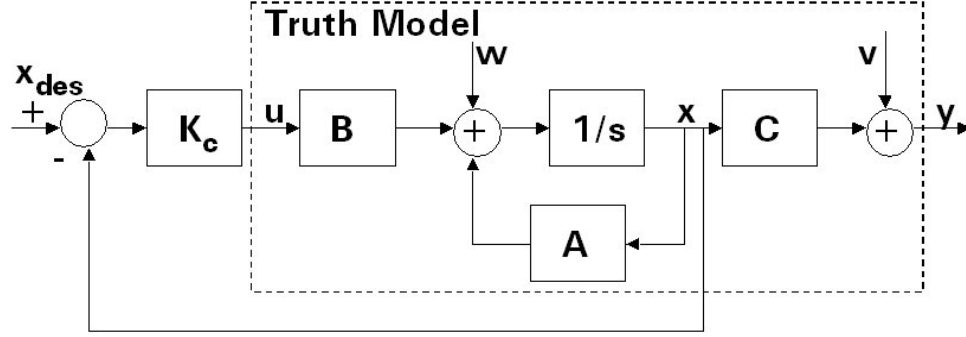 Truth Model
x_des
w
v
+
K_c
u
B
+
1/s
x
C
+
y
-
A